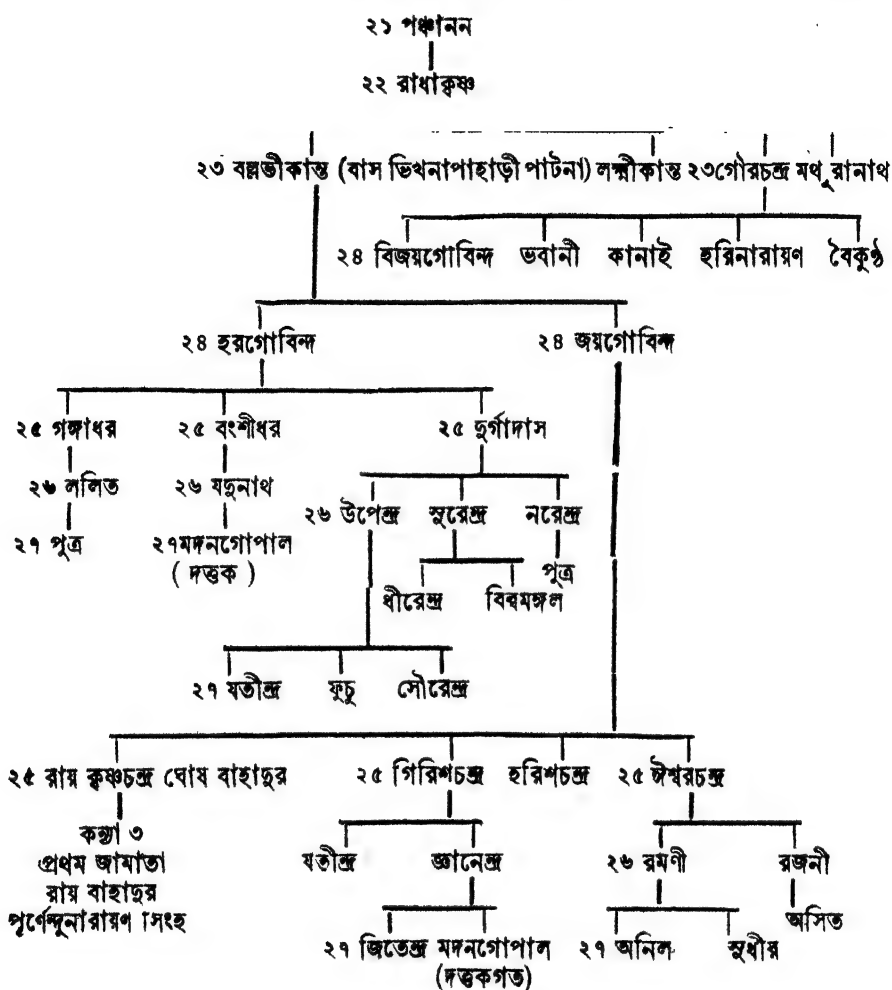 ২১ পঞ্চানন
২২ রাধাকৃষ্ণ
২৩ বল্লভীকান্ত (বাস ভিখনাপাহাড়ী পাটনা) লক্ষ্মীকান্ত ২৩গৌরচন্দ্র মথুরানাথ
২৪ বিজয়গোবিন্দ ভবানী কানাই হরিনারায়ণ বৈকুণ্ঠ
২৪ হরগোবিন্দ ২৪ জয়গোবিন্দ
২৫ গঙ্গাধর ২৫ বংশীধর ২৫ দুর্গাদাস
২৬ ললিত ২৬ যদুনাথ ২৬ উপেন্দ্র সুরেন্দ্র নরেন্দ্র
২৭ পুত্র ২৭মদনগোপাল পুত্র
(দত্তক) ধীরেন্দ্র বিল্বমঙ্গল
২৭ যতীন্দ্র ফুচু সৌরেন্দ্র
২৫ রায় কৃষ্ণচন্দ্র ঘোষ বাহাদুর ২৫ গিরিশচন্দ্র হরিশচন্দ্র ২৫ ঈশ্বরচন্দ্র
কন্যা ৩
প্রথম জামাতা যতীন্দ্র জ্ঞানেন্দ্র ২৬ রমণী রজনী
রায় বাহাদুর
পূর্ণেন্দুনারায়ণ সিংহ অসিত
২৭ জিতেন্দ্র মদনগোপাল ২৭ অনিল সুধীর
(দত্তকগত)